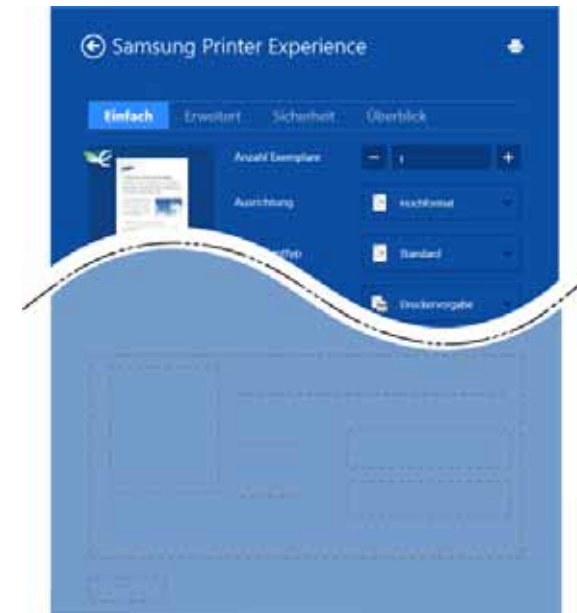 Samsung Printer Experience
Einfach Erweitert Sicherheit Überblick
Anzahl Exemplare 1
Ausrichtung Hochformat
Standard
Druckervorgabe